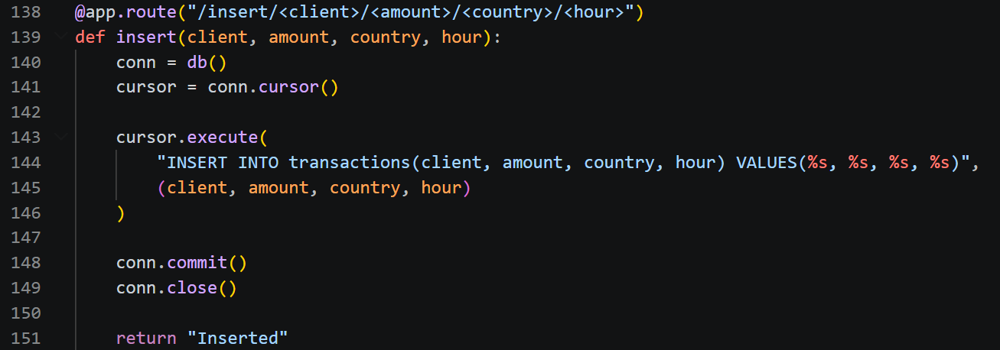 138 @app.route("/insert/<client>/<amount>/<country>/<hour>")
139 def insert(client, amount, country, hour):
140     conn = db()
141     cursor = conn.cursor()
142
143     cursor.execute(
144         "INSERT INTO transactions(client, amount, country, hour) VALUES(%s, %s, %s, %s)",
145         (client, amount, country, hour)
146     )
147
148     conn.commit()
149     conn.close()
150
151     return "Inserted"